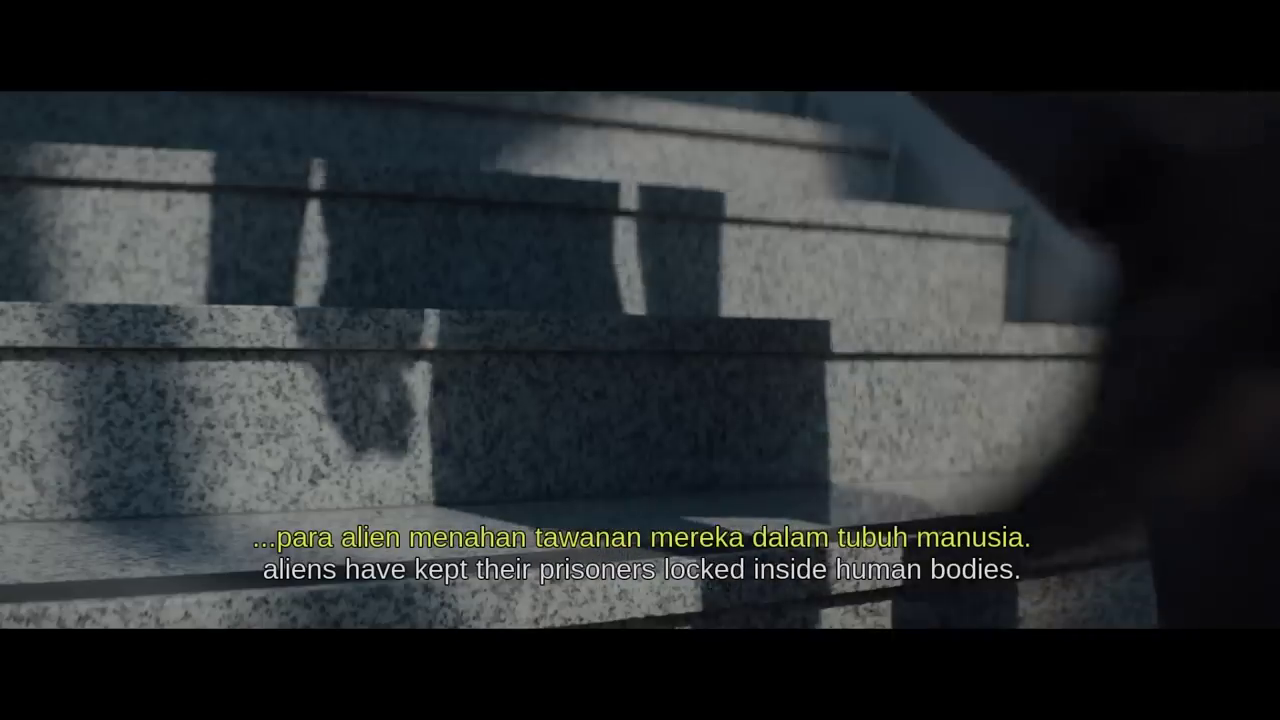 ...para alien menahan tawanan mereka dalam tubuh manusia.
aliens have kept their prisoners locked inside human bodies.